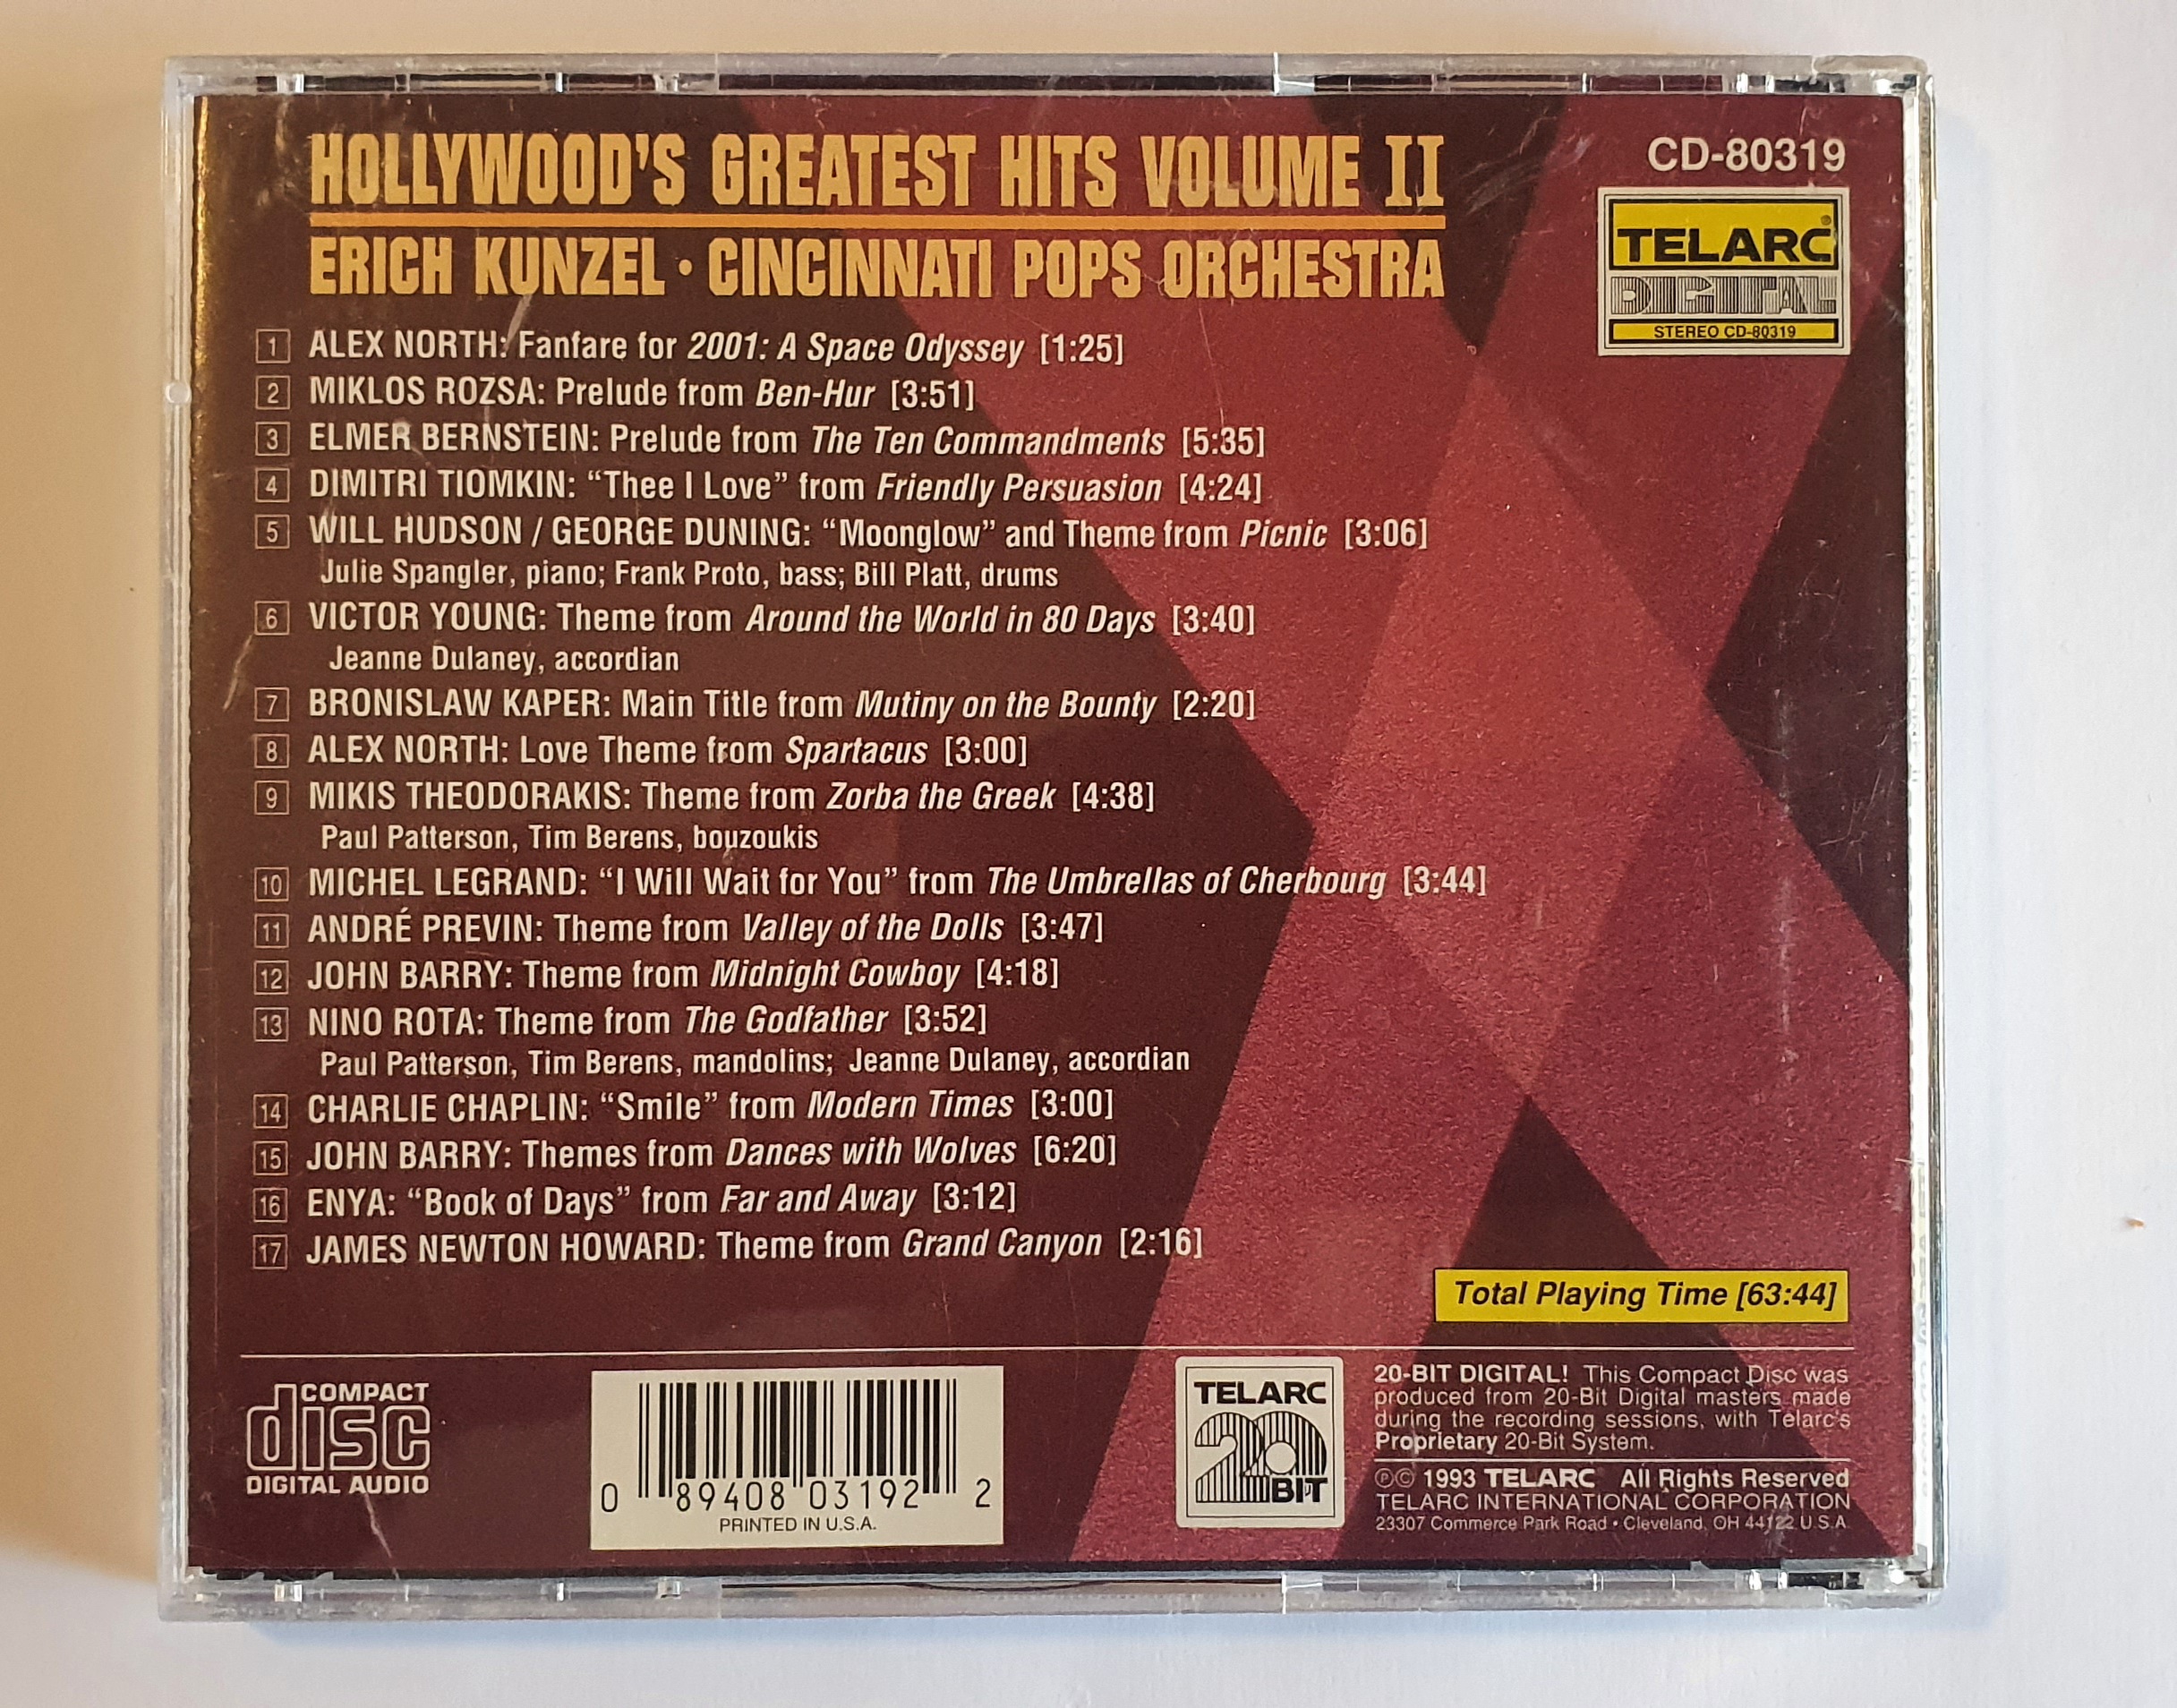 HOLLYWOOD'S GREATEST HITS VOLUME II
ERICH KUNZEL • CINCINNATI POPS ORCHESTRA
CD-80319
TELARC®
DIGITAL
STEREO CD-80319
1 ALEX NORTH: Fanfare for 2001: A Space Odyssey [1:25]
2 MIKLOS ROZSA: Prelude from Ben-Hur [3:51]
3 ELMER BERNSTEIN: Prelude from The Ten Commandments [5:35]
4 DIMITRI TIOMKIN: “Thee I Love” from Friendly Persuasion [4:24]
5 WILL HUDSON / GEORGE DUNING: “Moonglow” and Theme from Picnic [3:06]
Julie Spangler, piano; Frank Proto, bass; Bill Platt, drums
6 VICTOR YOUNG: Theme from Around the World in 80 Days [3:40]
Jeanne Dulaney, accordian
7 BRONISLAW KAPER: Main Title from Mutiny on the Bounty [2:20]
8 ALEX NORTH: Love Theme from Spartacus [3:00]
9 MIKIS THEODORAKIS: Theme from Zorba the Greek [4:38]
Paul Patterson, Tim Berens, bouzoukis
10 MICHEL LEGRAND: “I Will Wait for You” from The Umbrellas of Cherbourg [3:44]
11 ANDRÉ PREVIN: Theme from Valley of the Dolls [3:47]
12 JOHN BARRY: Theme from Midnight Cowboy [4:18]
13 NINO ROTA: Theme from The Godfather [3:52]
Paul Patterson, Tim Berens, mandolins; Jeanne Dulaney, accordian
14 CHARLIE CHAPLIN: “Smile” from Modern Times [3:00]
15 JOHN BARRY: Themes from Dances with Wolves [6:20]
16 ENYA: “Book of Days” from Far and Away [3:12]
17 JAMES NEWTON HOWARD: Theme from Grand Canyon [2:16]
Total Playing Time [63:44]
COMPACT
disc
DIGITAL AUDIO
0 89408 03192 2
PRINTED IN U.S.A.
TELARC
20
BIT
20-BIT DIGITAL! This Compact Disc was
produced from 20-Bit Digital masters made
during the recording sessions, with Telarc's
Proprietary 20-Bit System.
℗© 1993 TELARC All Rights Reserved
TELARC INTERNATIONAL CORPORATION
23307 Commerce Park Road • Cleveland, OH 44122 U.S.A.